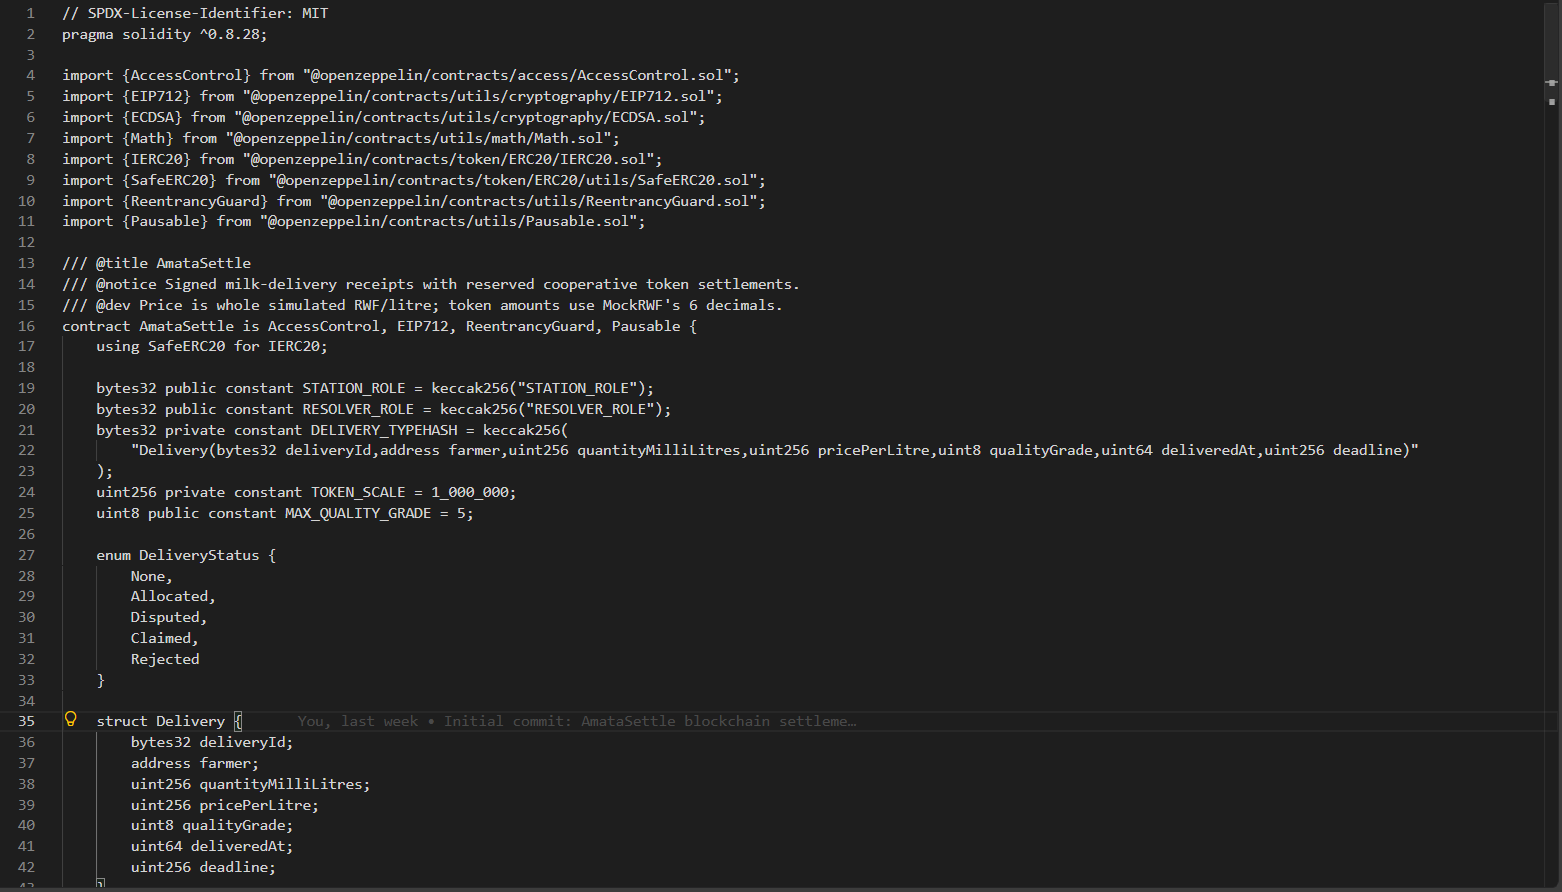 1 // SPDX-License-Identifier: MIT
2 pragma solidity ^0.8.28;
3
4 import {AccessControl} from "@openzeppelin/contracts/access/AccessControl.sol";
5 import {EIP712} from "@openzeppelin/contracts/utils/cryptography/EIP712.sol";
6 import {ECDSA} from "@openzeppelin/contracts/utils/cryptography/ECDSA.sol";
7 import {Math} from "@openzeppelin/contracts/utils/math/Math.sol";
8 import {IERC20} from "@openzeppelin/contracts/token/ERC20/IERC20.sol";
9 import {SafeERC20} from "@openzeppelin/contracts/token/ERC20/utils/SafeERC20.sol";
10 import {ReentrancyGuard} from "@openzeppelin/contracts/utils/ReentrancyGuard.sol";
11 import {Pausable} from "@openzeppelin/contracts/utils/Pausable.sol";
12
13 /// @title AmataSettle
14 /// @notice Signed milk-delivery receipts with reserved cooperative token settlements.
15 /// @dev Price is whole simulated RWF/litre; token amounts use MockRWF's 6 decimals.
16 contract AmataSettle is AccessControl, EIP712, ReentrancyGuard, Pausable {
17 using SafeERC20 for IERC20;
18
19 bytes32 public constant STATION_ROLE = keccak256("STATION_ROLE");
20 bytes32 public constant RESOLVER_ROLE = keccak256("RESOLVER_ROLE");
21 bytes32 private constant DELIVERY_TYPEHASH = keccak256(
22 "Delivery(bytes32 deliveryId,address farmer,uint256 quantityMilliLitres,uint256 pricePerLitre,uint8 qualityGrade,uint64 deliveredAt,uint256 deadline)"
23 );
24 uint256 private constant TOKEN_SCALE = 1_000_000;
25 uint8 public constant MAX_QUALITY_GRADE = 5;
26
27 enum DeliveryStatus {
28 None,
29 Allocated,
30 Disputed,
31 Claimed,
32 Rejected
33 }
34
35 struct Delivery { You, last week • Initial commit: AmataSettle blockchain settleme…
36 bytes32 deliveryId;
37 address farmer;
38 uint256 quantityMilliLitres;
39 uint256 pricePerLitre;
40 uint8 qualityGrade;
41 uint64 deliveredAt;
42 uint256 deadline;